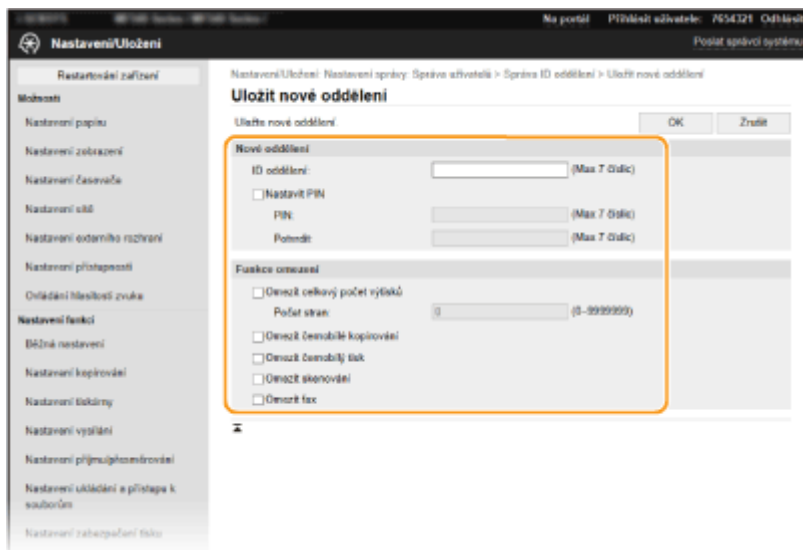 Na portál Přihlásit uživatele: 7654321 Odhlásit
Nastavení/Uložení Poslat správci systému
Restartování zařízení
Nastavení/Uložení: Nastavení správy: Správa uživatelů > Správa ID oddělení > Uložit nové oddělení
Možnosti
Uložit nové oddělení
Nastavení papíru
Uložte nové oddělení. OK Zrušit
Nastavení zobrazení
Nové oddělení
ID oddělení: (Max 7 číslic)
Nastavení časovače
Nastavit PIN
Nastavení sítě
PIN: (Max 7 číslic)
Nastavení externího rozhraní
Potvrdit: (Max 7 číslic)
Nastavení přístupnosti
Funkce omezení
Ovládání hlasitosti zvuku
Omezit celkový počet výtisků
Nastavení funkcí
Počet stran: 0 (0-9999999)
Běžná nastavení
Omezit černobílé kopírování
Omezit černobílý tisk
Nastavení kopírování
Omezit skenování
Nastavení tiskárny
Omezit fax
Nastavení vysílání
Nastavení příjmu/přesměrování
Nastavení ukládání a přístupu k
souborům
Nastavení zabezpečení tisku